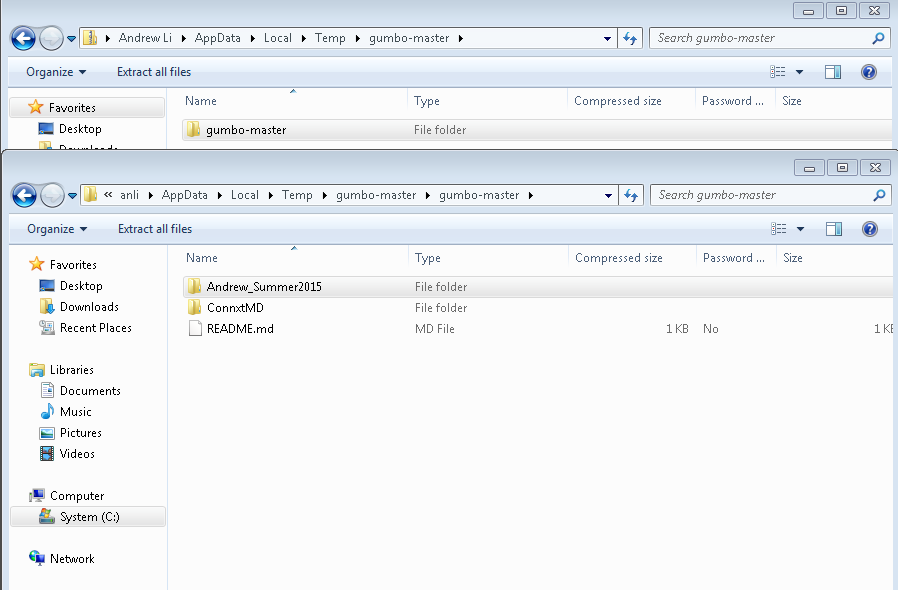 Andrew Li AppData Local Temp gumbo-master Search gumbo-master
Organize Extract all files
Favorites Name Type Compressed size Password ... Size
Desktop gumbo-master File folder
Downloads
« anli AppData Local Temp gumbo-master gumbo-master Search gumbo-master
Organize Extract all files
Name Type Compressed size Password ... Size
Favorites
Desktop Andrew_Summer2015 File folder
Downloads ConnxtMD File folder
Recent Places README.md MD File 1 KB No 1 KB
Libraries
Documents
Music
Pictures
Videos
Computer
System (C:)
Network